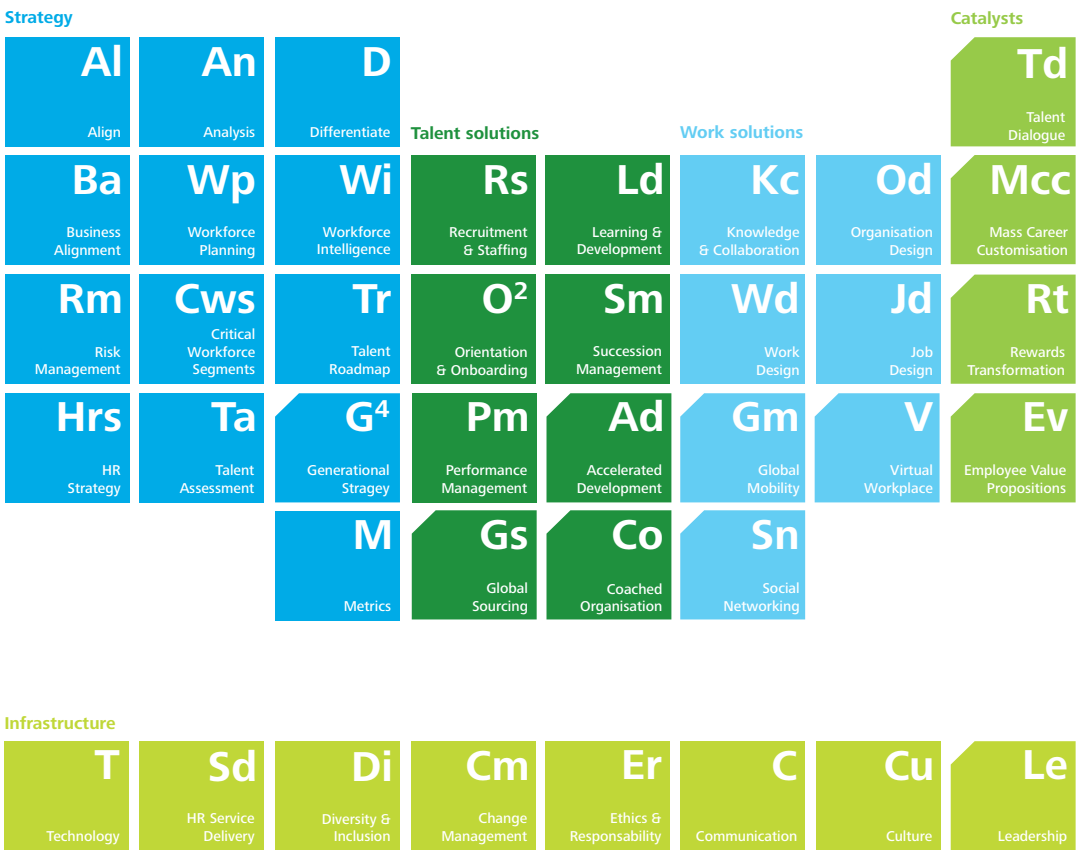 Strategy
Catalysts
Al
Align
An
Analysis
D
Differentiate
Td
Talent
Dialogue
Talent solutions
Work solutions
Ba
Business
Alignment
Wp
Workforce
Planning
Wi
Workforce
Intelligence
Rs
Recruitment
& Staffing
Ld
Learning &
Development
Kc
Knowledge
& Collaboration
Od
Organisation
Design
Mcc
Mass Career
Customisation
Rm
Risk
Management
Cws
Critical
Workforce
Segments
Tr
Talent
Roadmap
O²
Orientation
& Onboarding
Sm
Succession
Management
Wd
Work
Design
Jd
Job
Design
Rt
Rewards
Transformation
Hrs
HR
Strategy
Ta
Talent
Assessment
G⁴
Generational
Stragey
Pm
Performance
Management
Ad
Accelerated
Development
Gm
Global
Mobility
V
Virtual
Workplace
Ev
Employee Value
Propositions
M
Metrics
Gs
Global
Sourcing
Co
Coached
Organisation
Sn
Social
Networking
Infrastructure
T
Technology
Sd
HR Service
Delivery
Di
Diversity &
Inclusion
Cm
Change
Management
Er
Ethics &
Responsability
C
Communication
Cu
Culture
Le
Leadership